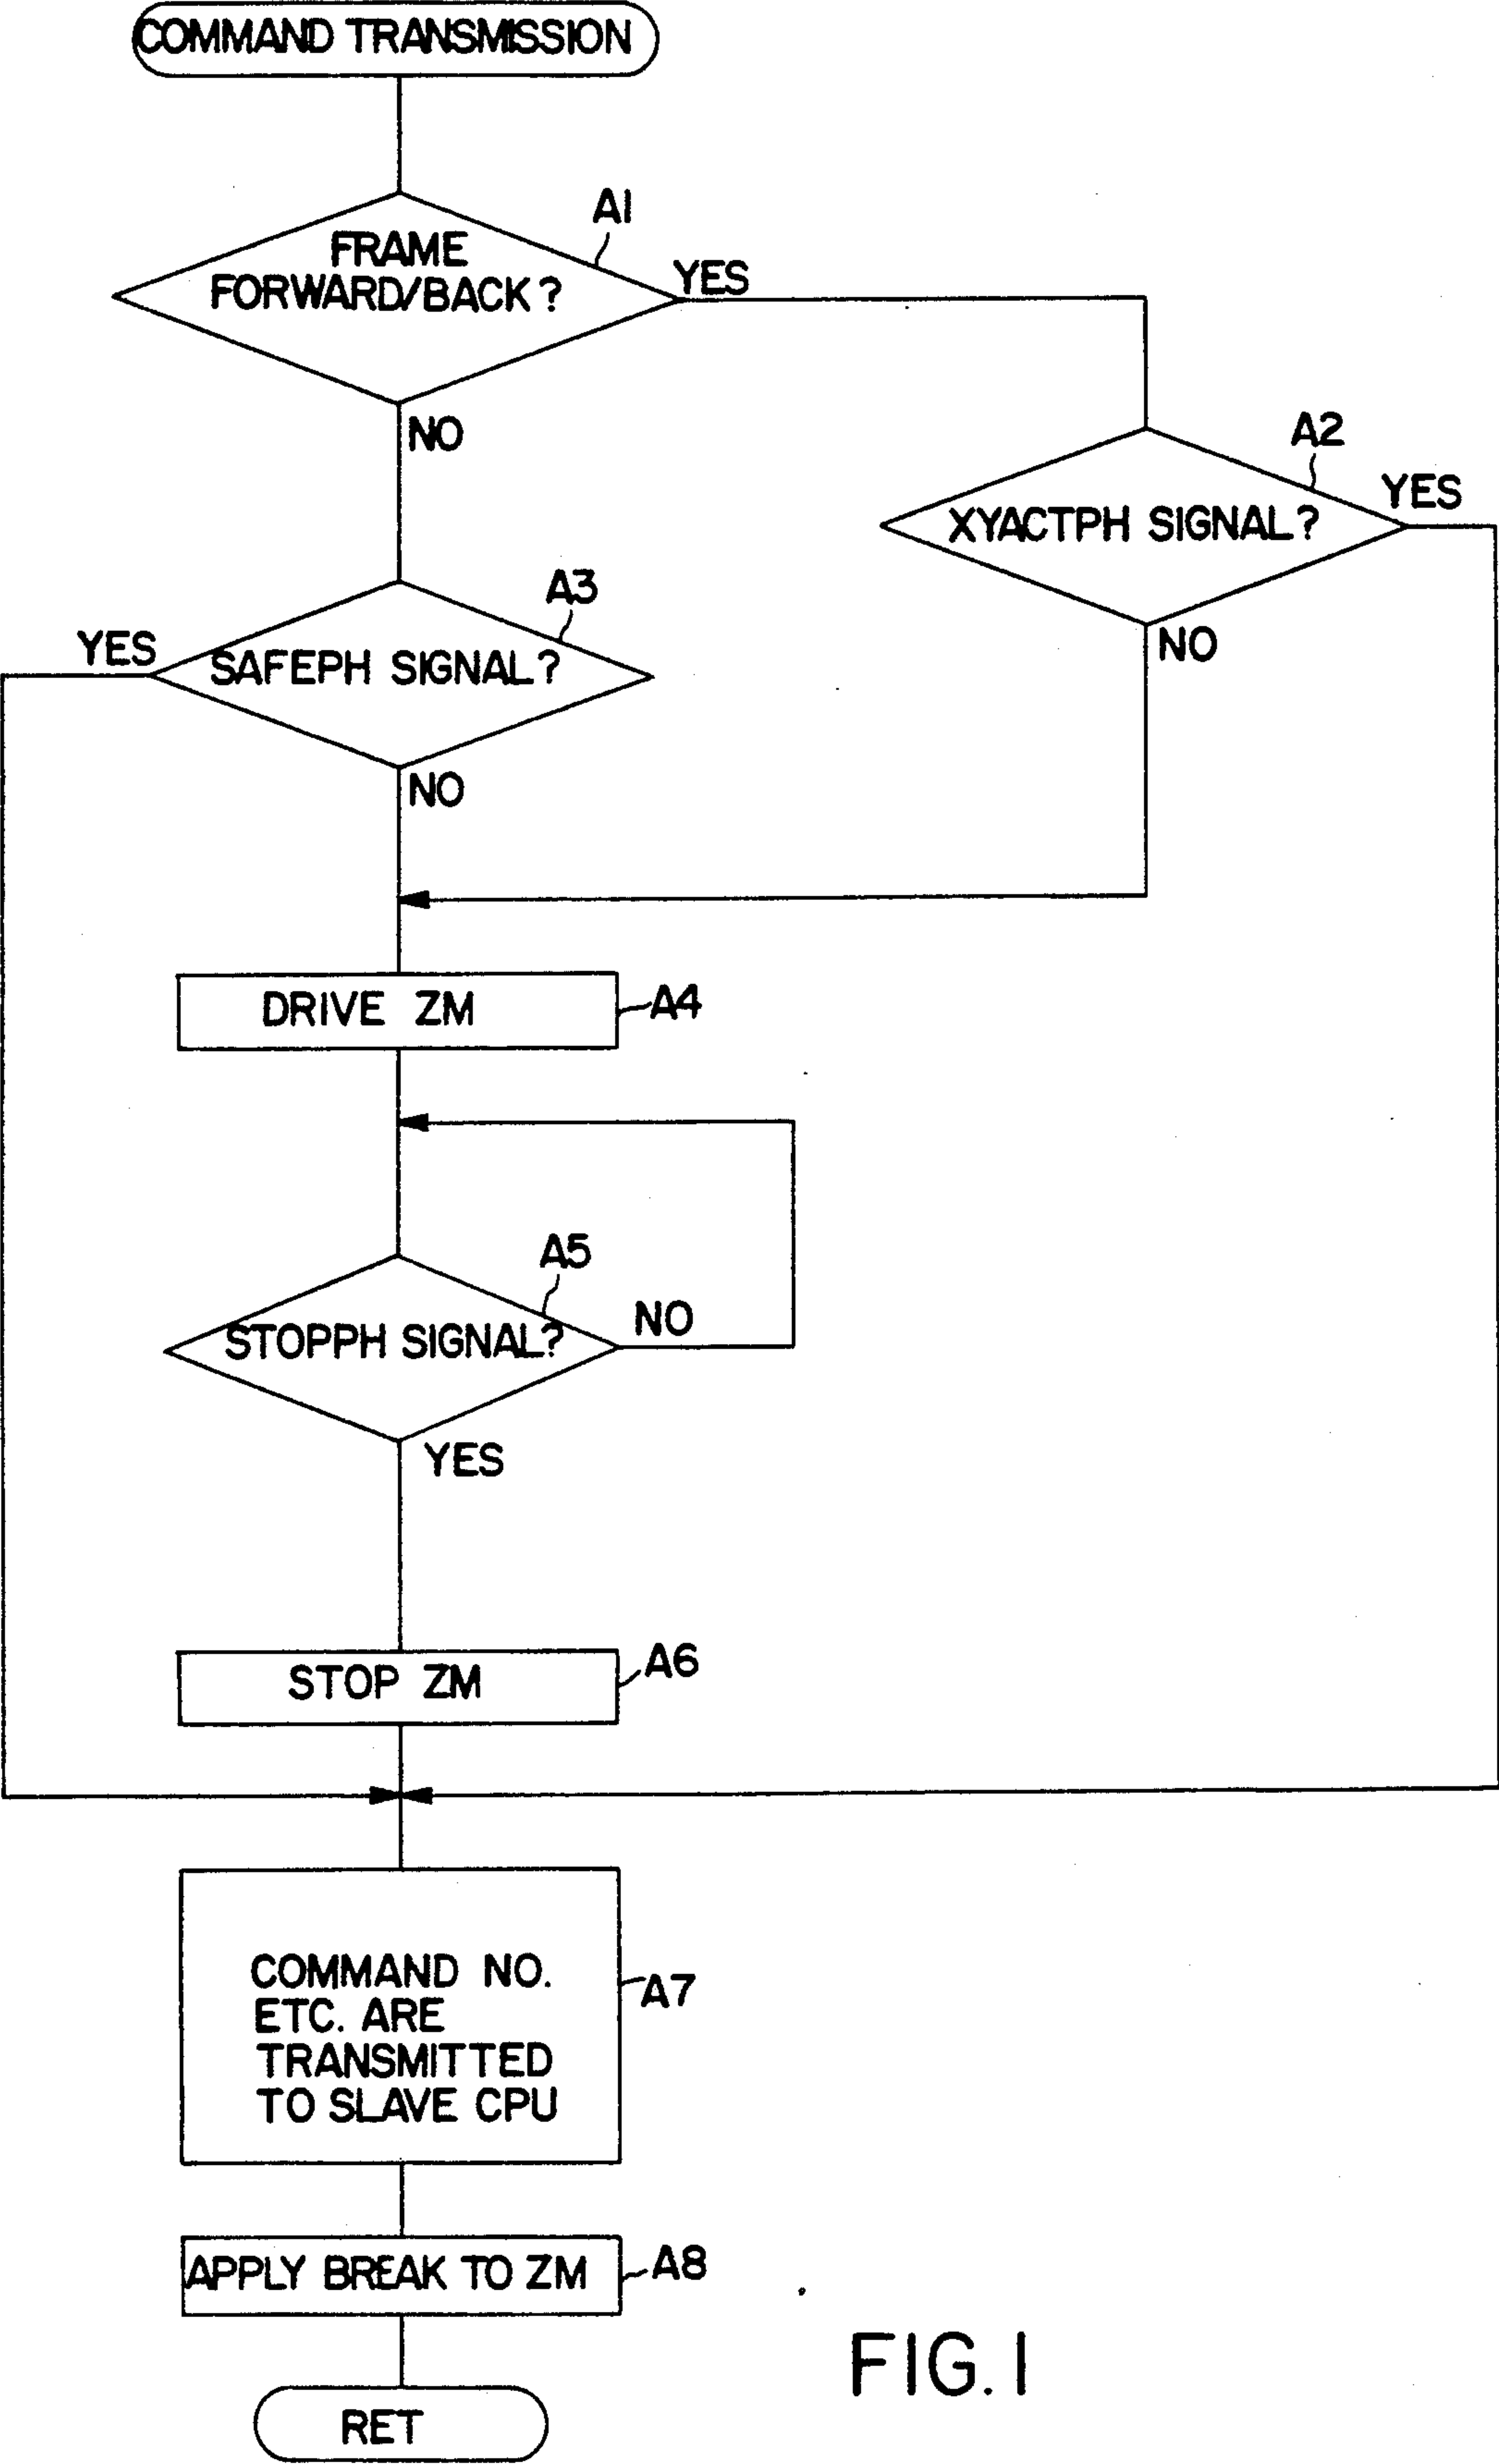 COMMAND TRANSMISSION
A1
FRAME
FORWARD/BACK?
YES
NO
A2
XYACTPH SIGNAL?
YES
NO
A3
YES
SAFEPH SIGNAL?
NO
DRIVE ZM
A4
A5
STOPPH SIGNAL?
NO
YES
STOP ZM
A6
COMMAND NO.
ETC. ARE
TRANSMITTED
TO SLAVE CPU
A7
APPLY BREAK TO ZM
A8
RET
FIG. 1